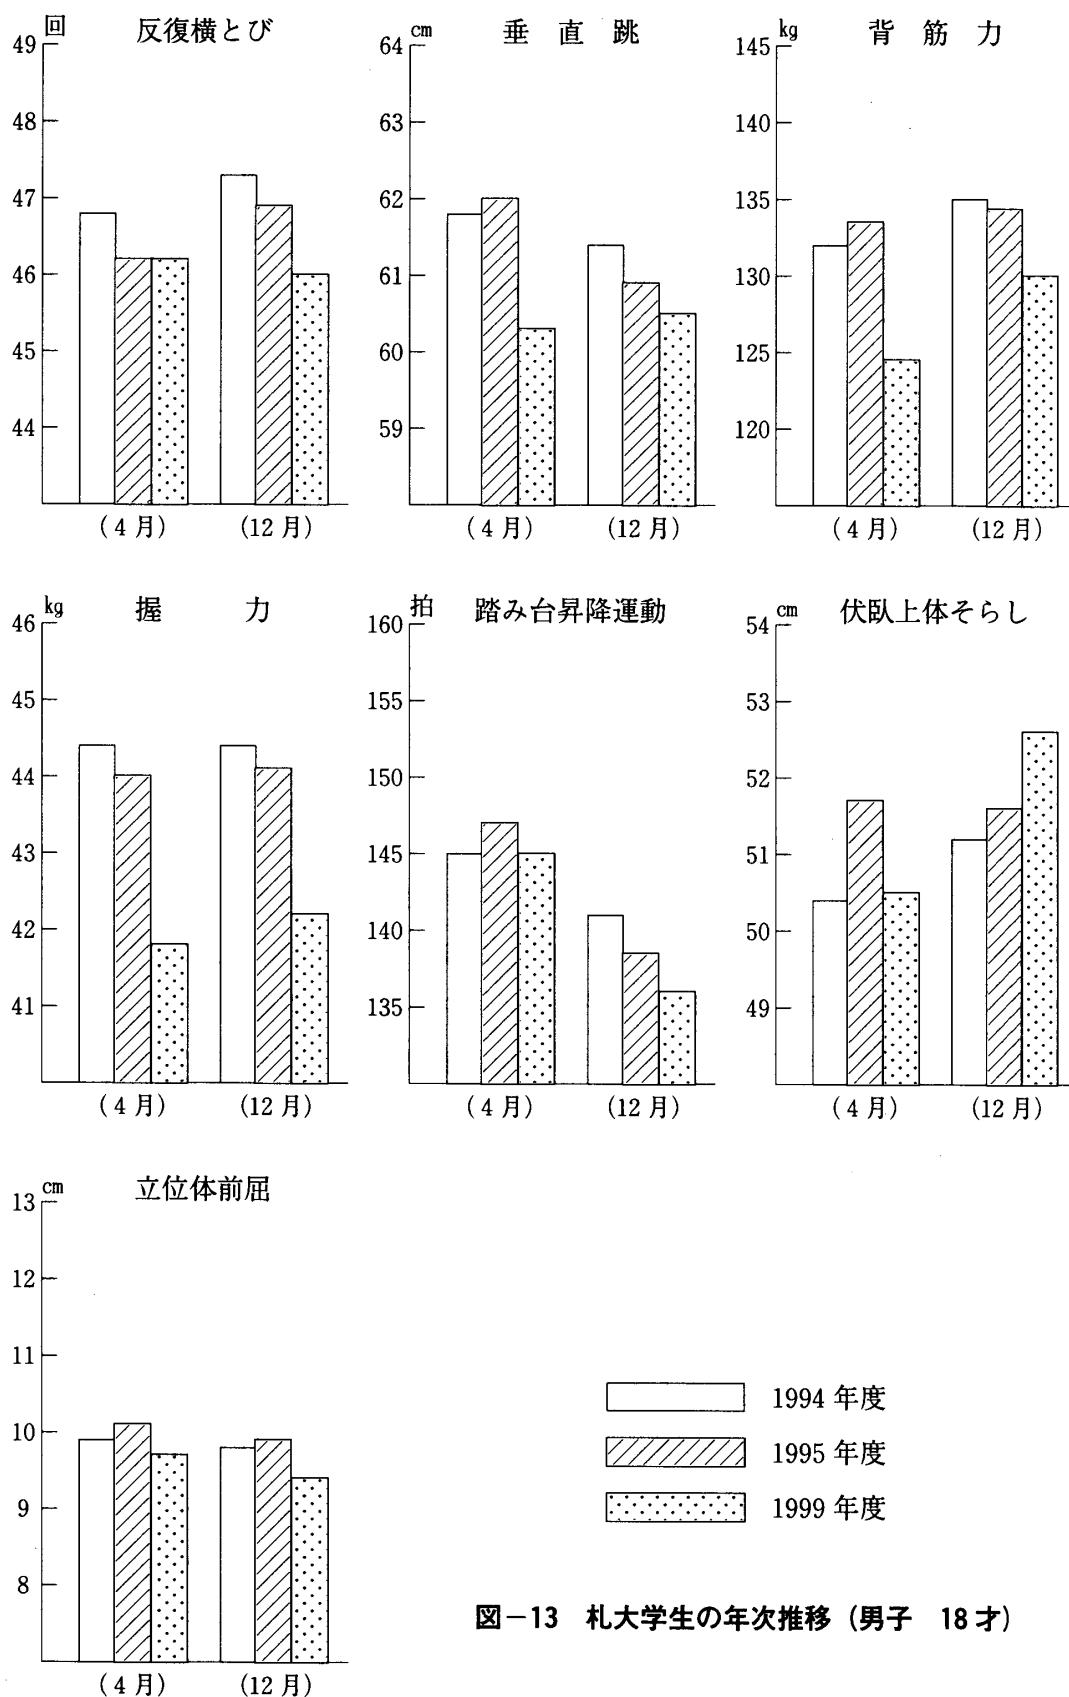 反復横とび
回
49
48
47
46
45
44
(4月) (12月)
垂直跳
cm
64
63
62
61
60
59
(4月) (12月)
背筋力
kg
145
140
135
130
125
120
(4月) (12月)
握力
kg
46
45
44
43
42
41
(4月) (12月)
踏み台昇降運動
拍
160
155
150
145
140
135
(4月) (12月)
伏臥上体そらし
cm
54
53
52
51
50
49
(4月) (12月)
立位体前屈
cm
13
12
11
10
9
8
(4月) (12月)
1994年度
1995年度
1999年度
図−13 札大学生の年次推移（男子 18才）